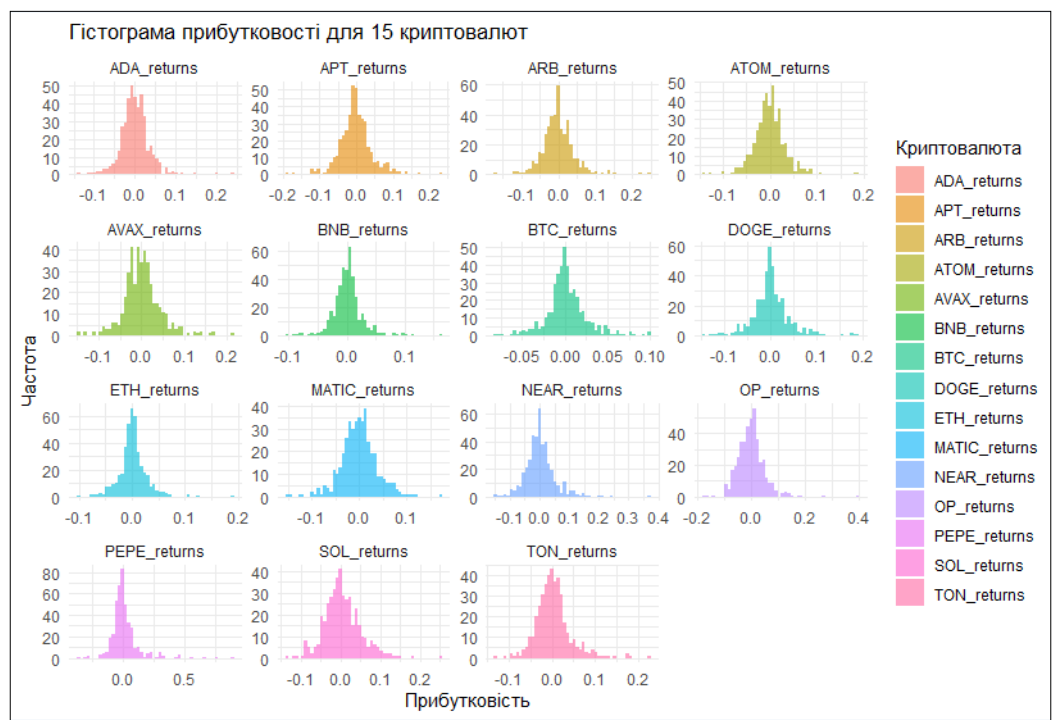 Гістограма прибутковості для 15 криптовалют
ADA_returns APT_returns ARB_returns ATOM_returns
50 40 30 20 10 0
50 40 30 20 10 0
60 40 20 0
50 40 30 20 10 0
-0.1 0.0 0.1 0.2
-0.2 -0.1 0.0 0.1 0.2
-0.1 0.0 0.1 0.2
-0.1 0.0 0.1 0.2
AVAX_returns BNB_returns BTC_returns DOGE_returns
40 30 20 10 0
60 40 20 0
50 40 30 20 10 0
60 40 20 0
-0.1 0.0 0.1 0.2
-0.1 0.0 0.1
-0.05 0.00 0.05 0.10
-0.1 0.0 0.1 0.2
ETH_returns MATIC_returns NEAR_returns OP_returns
60 40 20 0
40 30 20 10 0
60 40 20 0
40 20 0
-0.1 0.0 0.1 0.2
-0.1 0.0 0.1
-0.1 0.0 0.1 0.2 0.3 0.4
-0.2 0.0 0.2 0.4
PEPE_returns SOL_returns TON_returns
80 60 40 20 0
40 30 20 10 0
40 30 20 10 0
0.0 0.5
-0.1 0.0 0.1 0.2
-0.1 0.0 0.1 0.2
Частота
Прибутковість
Криптовалюта
ADA_returns
APT_returns
ARB_returns
ATOM_returns
AVAX_returns
BNB_returns
BTC_returns
DOGE_returns
ETH_returns
MATIC_returns
NEAR_returns
OP_returns
PEPE_returns
SOL_returns
TON_returns